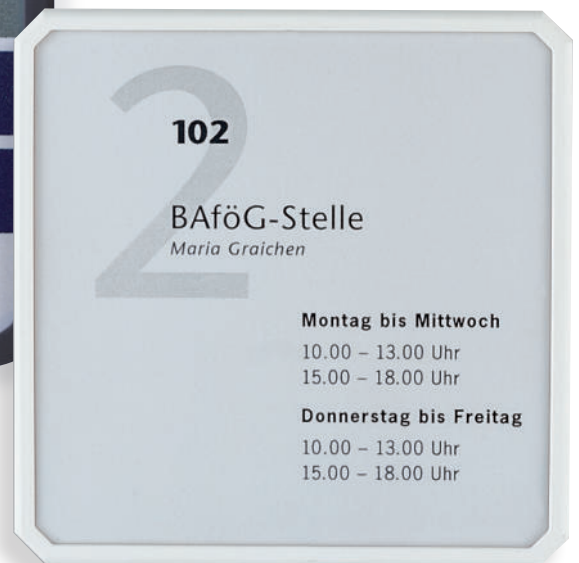 2
102
BAföG-Stelle
Maria Graichen
Montag bis Mittwoch
10.00 – 13.00 Uhr
15.00 – 18.00 Uhr
Donnerstag bis Freitag
10.00 – 13.00 Uhr
15.00 – 18.00 Uhr